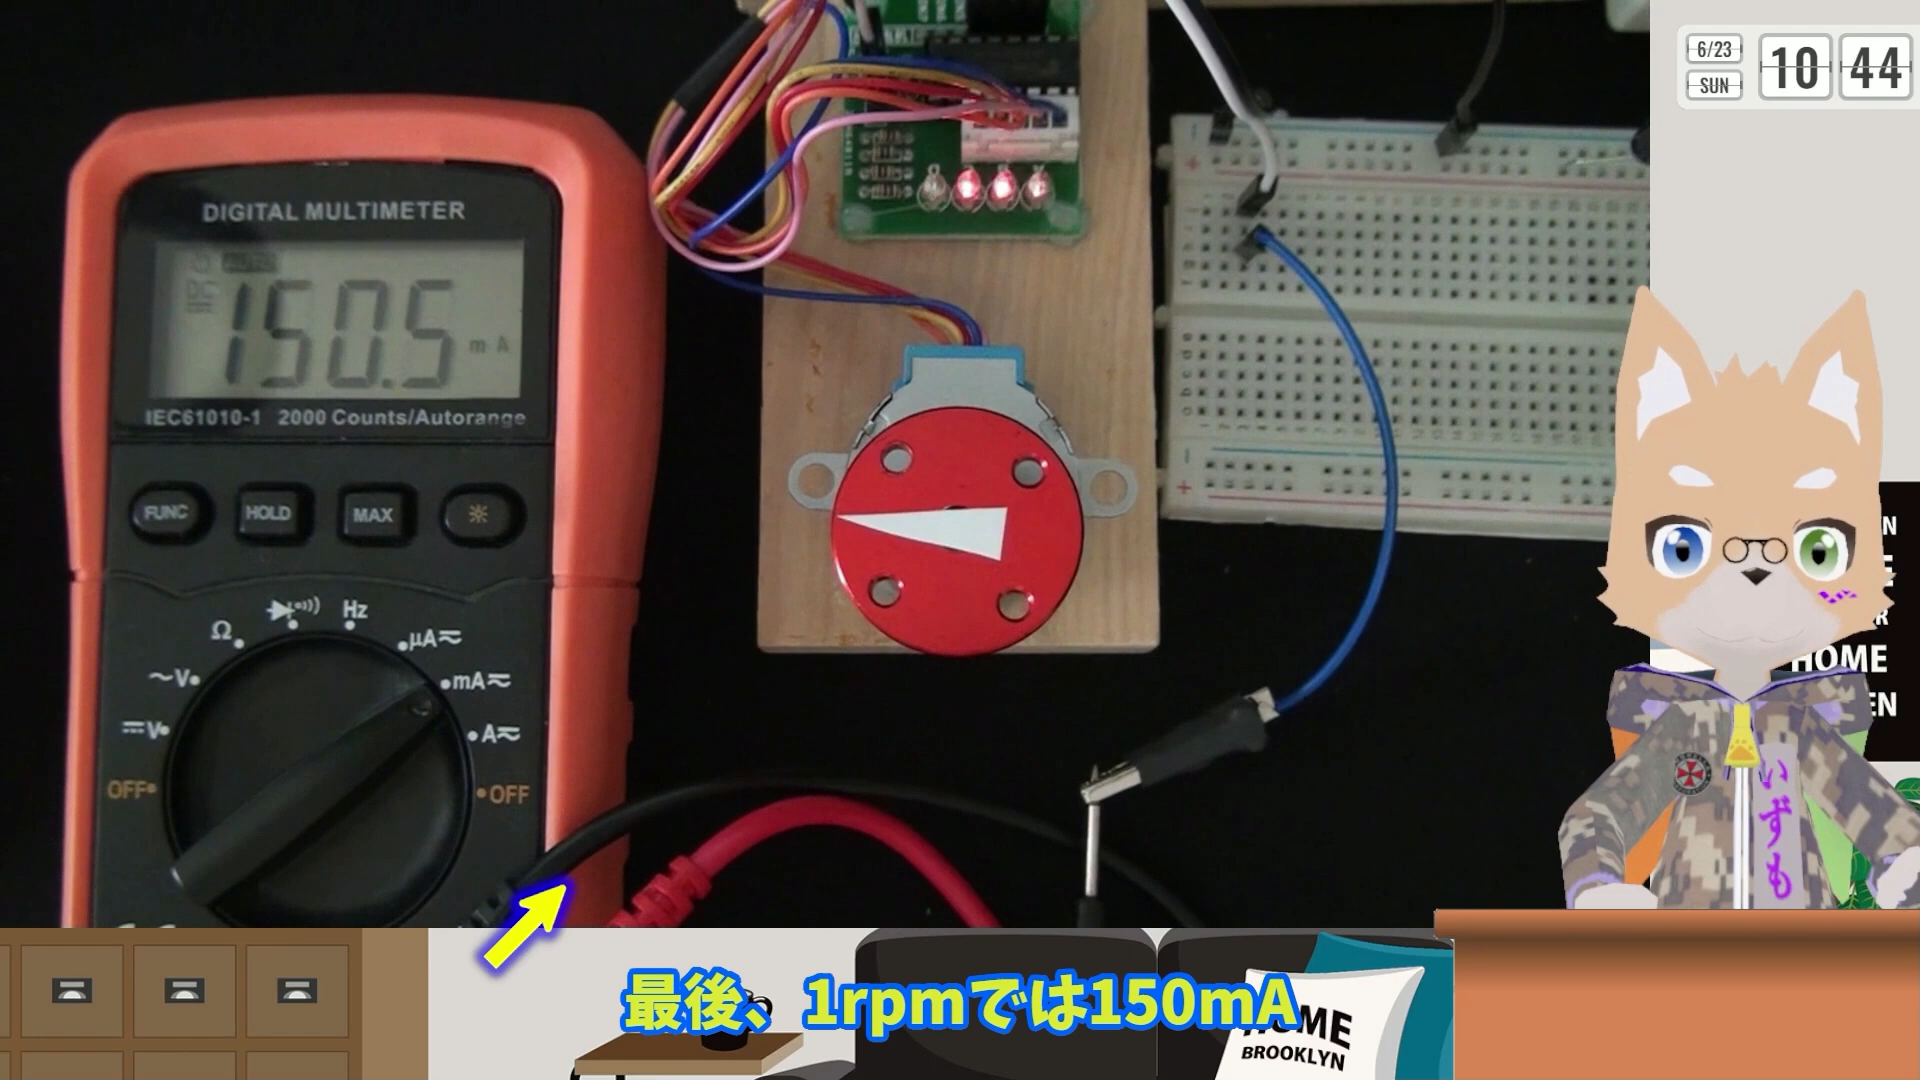 6/23
SUN
10 44
DIGITAL MULTIMETER
DC
150.5 mA
IEC61010-1 2000 Counts/Autorange
FUNC
HOLD
MAX
Hz
Ω
µA
~V
mA
V
A
OFF
OFF
HOME
EN
いずも
最後、1rpmでは150mA
HOME
BROOKLYN